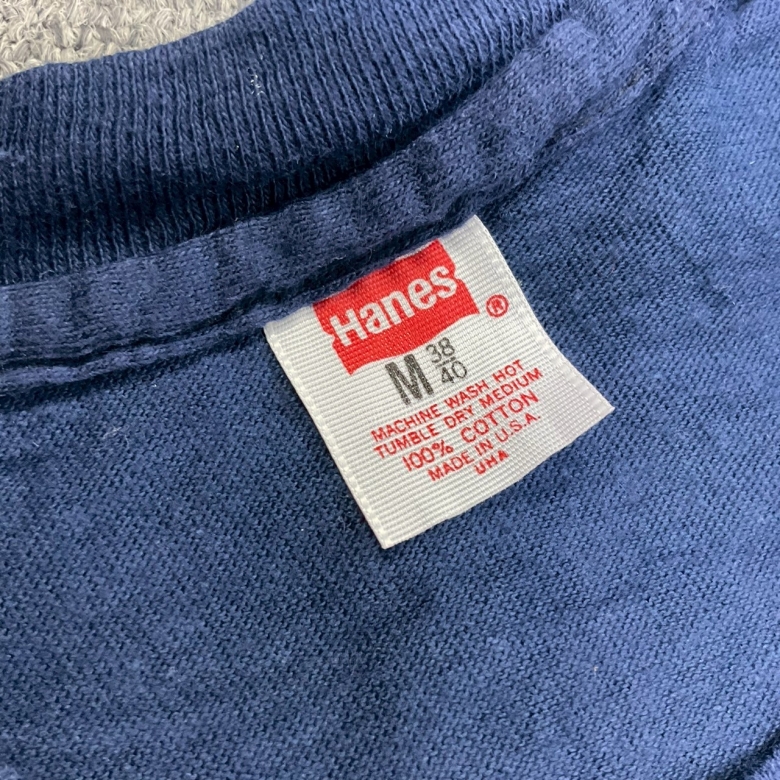 Hanes ®
M 38
40
MACHINE WASH HOT
TUMBLE DRY MEDIUM
100% COTTON
MADE IN U.S.A.
UHA